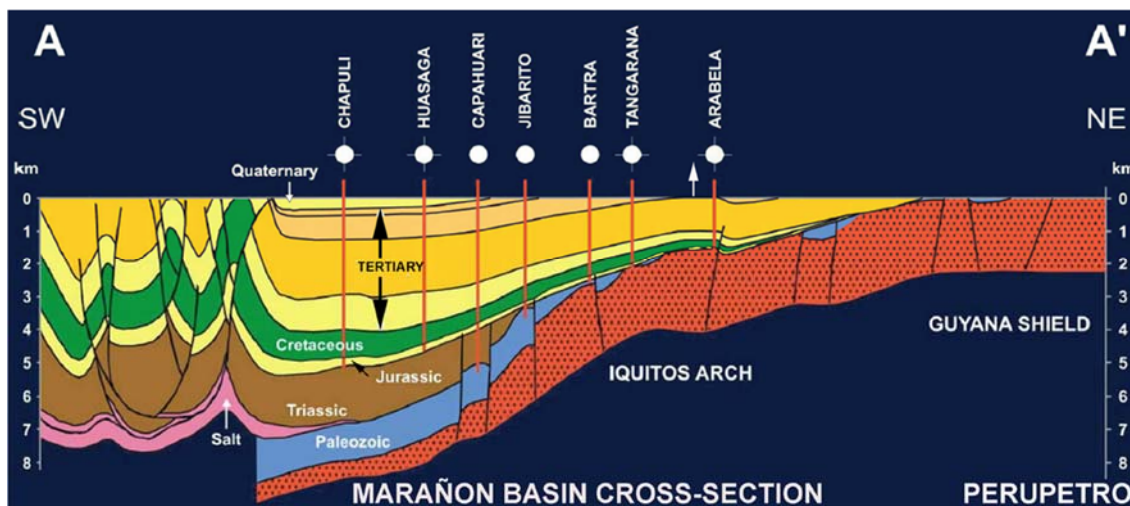 A
A'
SW
NE
CHAPULI
HUASAGA
CAPAHUARI
JIBARITO
BARTRA
TANGARANA
ARABELA
km
km
Quaternary
0
1
2
3
4
5
6
7
8
0
1
2
3
4
5
6
7
8
TERTIARY
Cretaceous
Jurassic
Triassic
Salt
Paleozoic
IQUITOS ARCH
GUYANA SHIELD
MARAÑON BASIN CROSS-SECTION
PERUPETRO